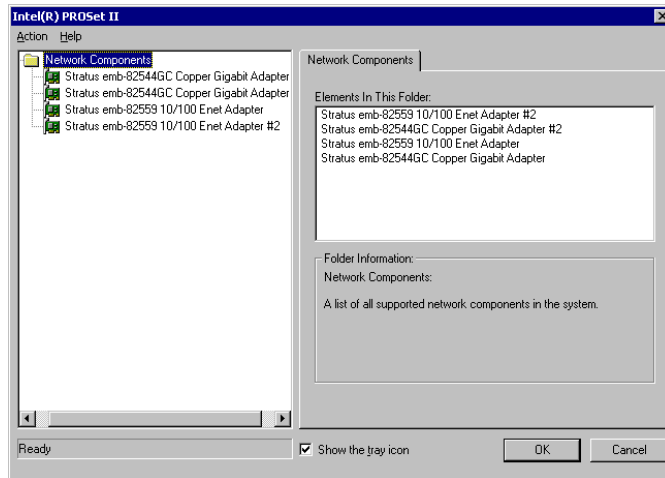 Intel(R) PROSet II
Action Help
Network Components
Stratus emb-82544GC Copper Gigabit Adapter
Stratus emb-82544GC Copper Gigabit Adapter
Stratus emb-82559 10/100 Enet Adapter
Stratus emb-82559 10/100 Enet Adapter #2
Network Components
Elements In This Folder:
Stratus emb-82559 10/100 Enet Adapter #2
Stratus emb-82544GC Copper Gigabit Adapter #2
Stratus emb-82559 10/100 Enet Adapter
Stratus emb-82544GC Copper Gigabit Adapter
Folder Information:
Network Components:
A list of all supported network components in the system.
Ready
Show the tray icon
OK
Cancel